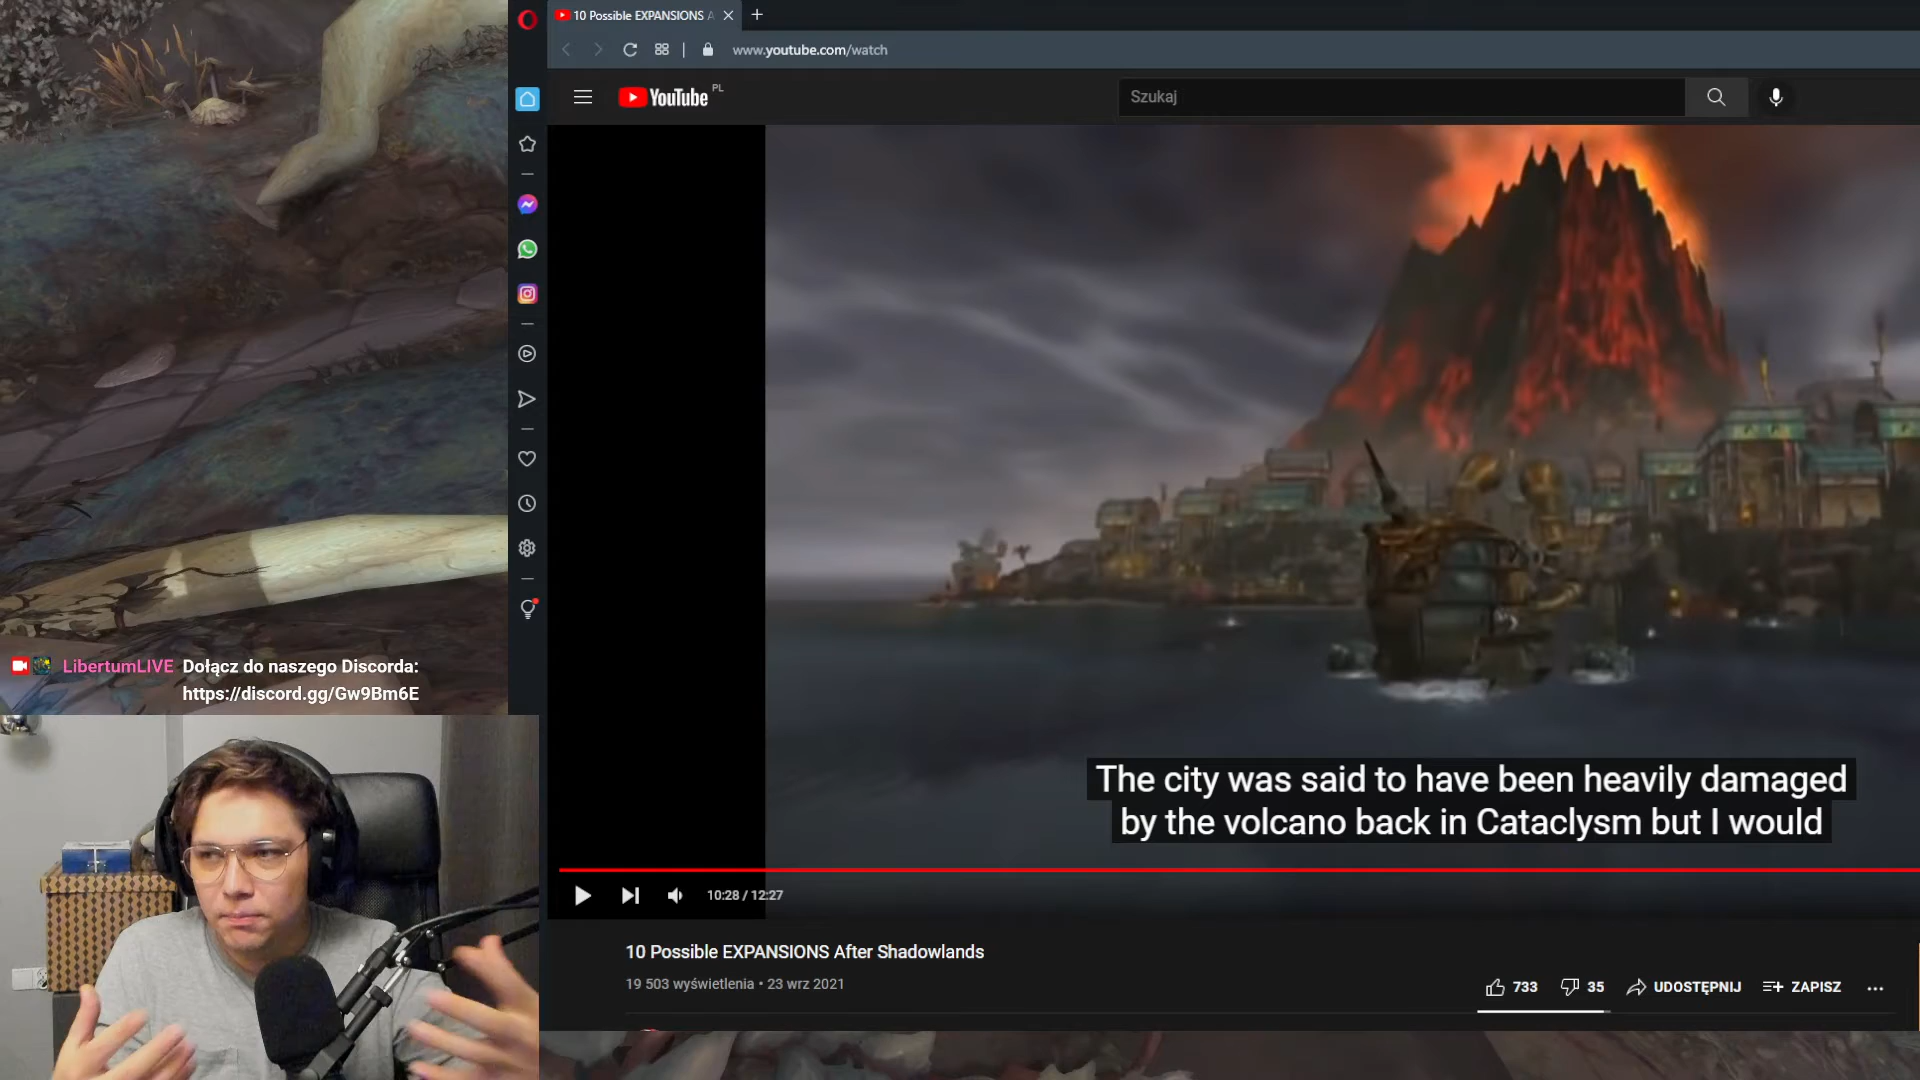 10 Possible EXPANSIONS A
www.youtube.com/watch
YouTube PL
Szukaj
The city was said to have been heavily damaged
by the volcano back in Cataclysm but I would
10:28 / 12:27
10 Possible EXPANSIONS After Shadowlands
19 503 wyświetlenia • 23 wrz 2021
733
35
UDOSTĘPNIJ
ZAPISZ
LibertumLIVE Dołącz do naszego Discorda:
https://discord.gg/Gw9Bm6E